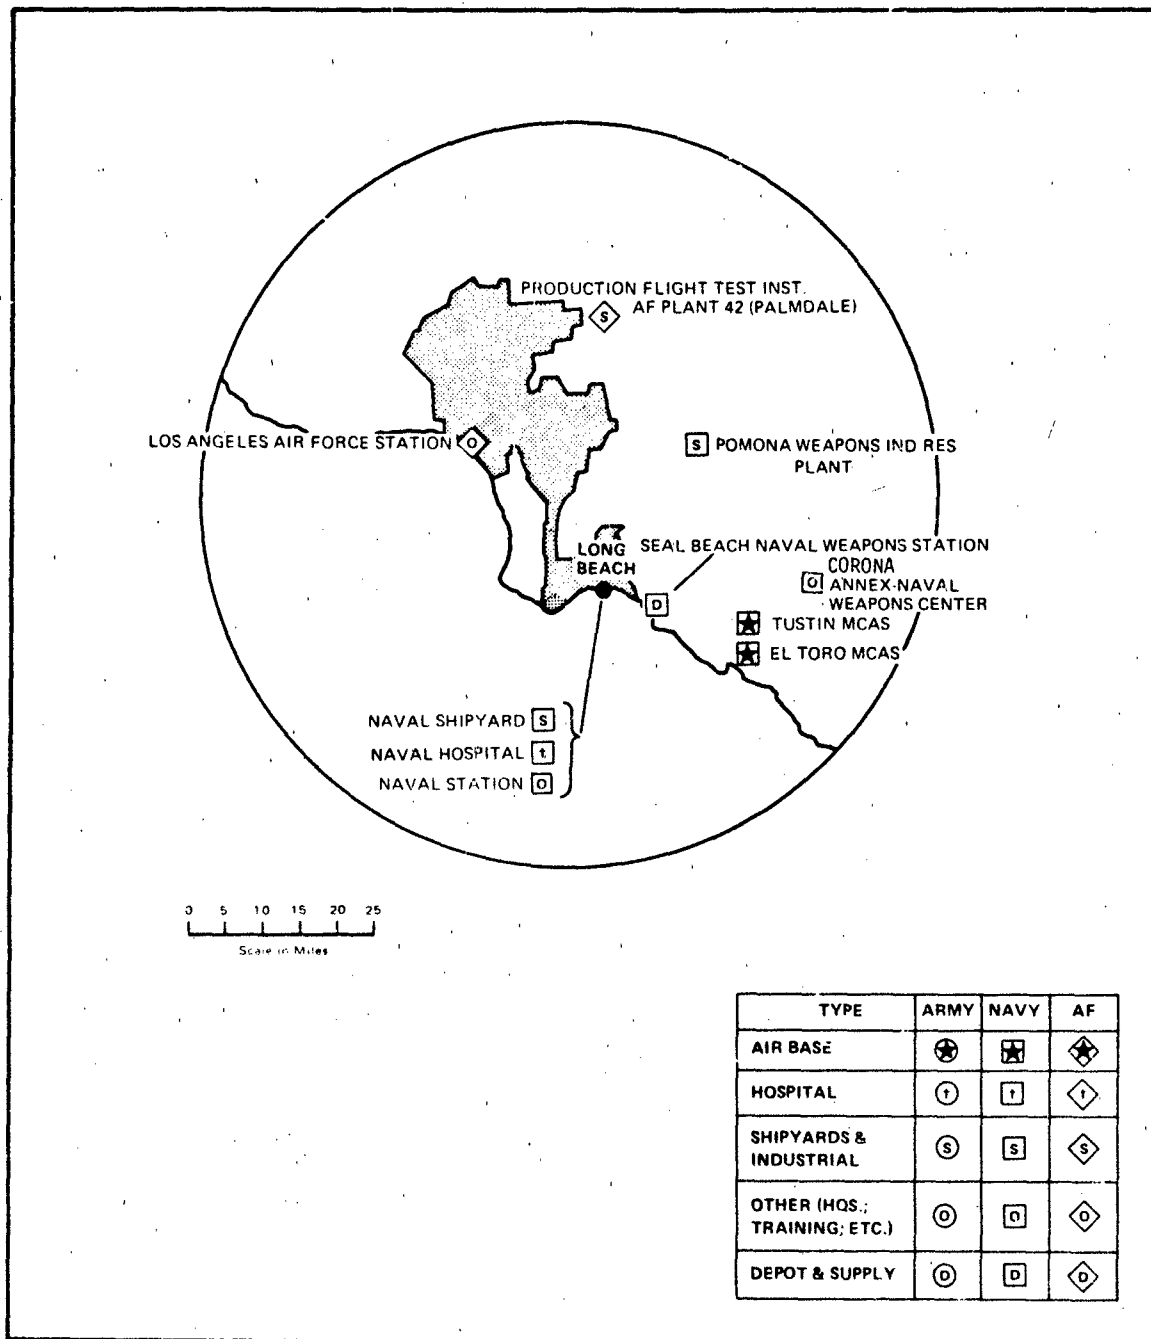 PRODUCTION FLIGHT TEST INST.
AF PLANT 42 (PALMDALE)
S
LOS ANGELES AIR FORCE STATION O
S POMONA WEAPONS IND RES
PLANT
LONG
BEACH
SEAL BEACH NAVAL WEAPONS STATION
D
CORONA
O ANNEX-NAVAL
WEAPONS CENTER
TUSTIN MCAS
EL TORO MCAS
NAVAL SHIPYARD S
NAVAL HOSPITAL t
NAVAL STATION O
0 5 10 15 20 25
Scale in Miles
TYPE ARMY NAVY AF
AIR BASE
HOSPITAL t t t
SHIPYARDS &
INDUSTRIAL S S S
OTHER (HQS.;
TRAINING; ETC.) O O O
DEPOT & SUPPLY D D D